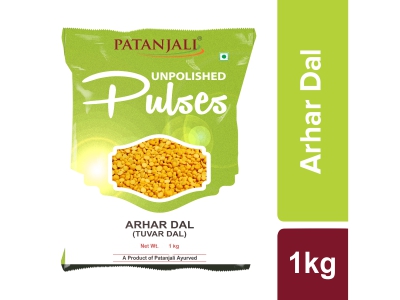 PATANJALI®
UNPOLISHED
Pulses
ARHAR DAL
(TUVAR DAL)
Net Wt. 1 kg
A Product of Patanjali Ayurved
Arhar Dal
1kg